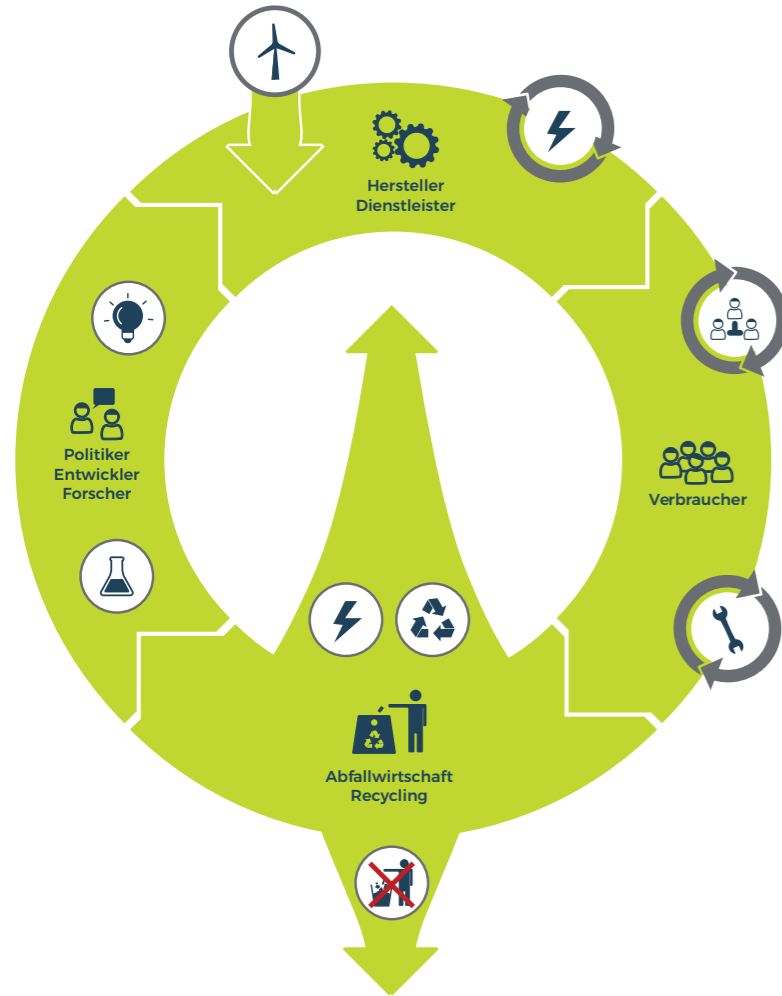 Hersteller
Dienstleister
Politiker
Entwickler
Forscher
Verbraucher
Abfallwirtschaft
Recycling